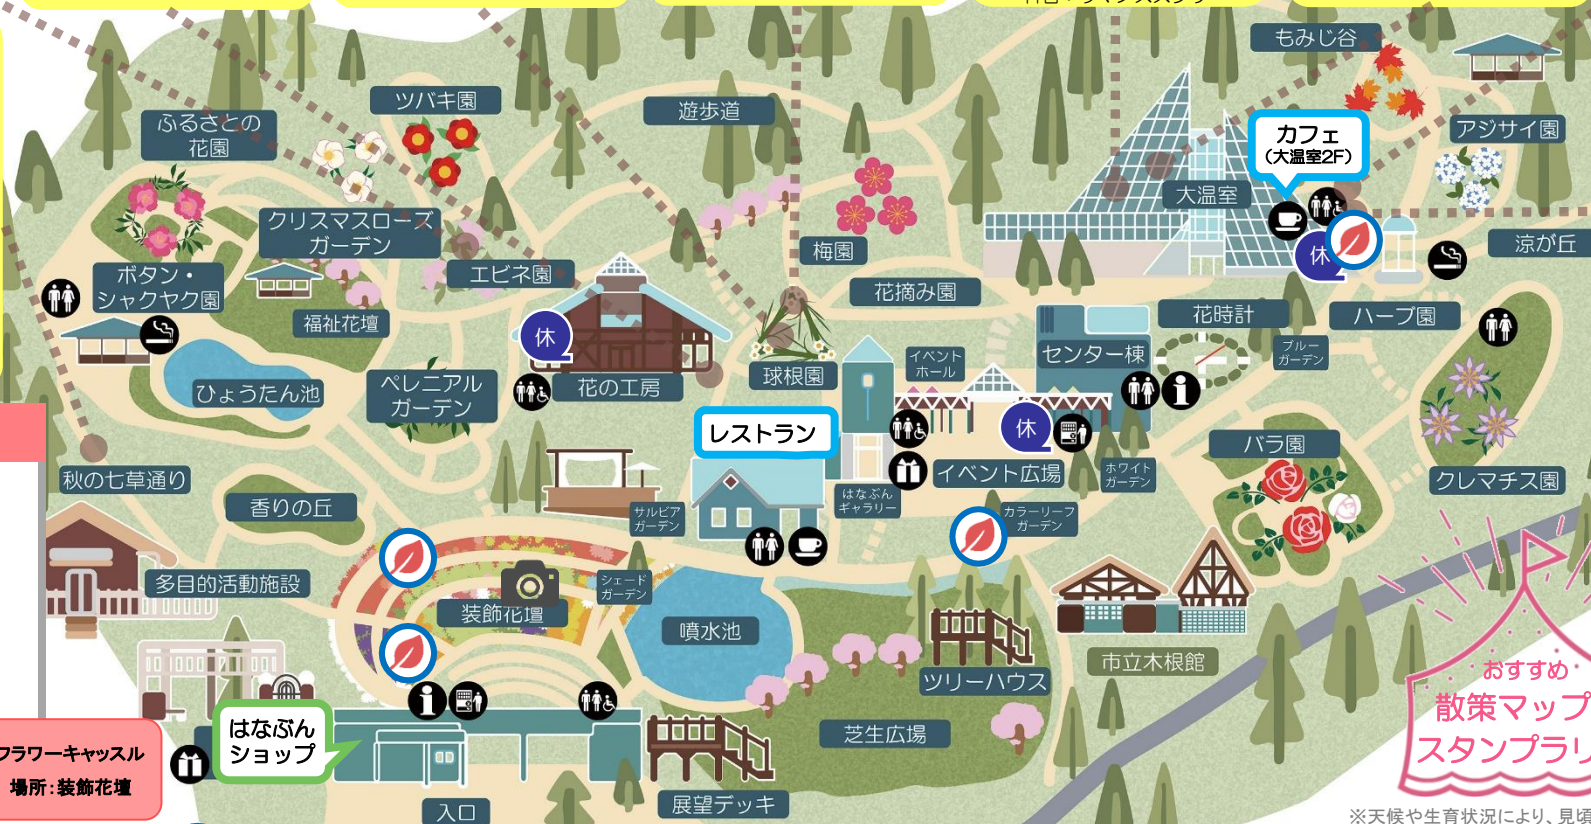 もみじ谷
ツバキ園
遊歩道
ふるさとの
花園
カフェ
(大温室2F)
アジサイ園
大温室
クリスマスローズ
ガーデン
梅園
涼が丘
エビネ園
休
ボタン・
シャクヤク園
花摘み園
福祉花壇
花時計
ハーブ園
休
センター棟
イベント
ホール
ブルー
ガーデン
球根園
花の工房
ペレニアル
ガーデン
ひょうたん池
レストラン
休
バラ園
イベント広場
ホワイト
ガーデン
クレマチス園
秋の七草通り
香りの丘
はなぶん
ギャラリー
サルビア
ガーデン
カラーリーフ
ガーデン
多目的活動施設
シェード
ガーデン
装飾花壇
噴水池
市立木根館
ツリーハウス
おすすめ
散策マップ
スタンプラリ
芝生広場
はなぶん
ショップ
フラワーキャッスル
場所:装飾花壇
展望デッキ
入口
※天候や生育状況により、見頃